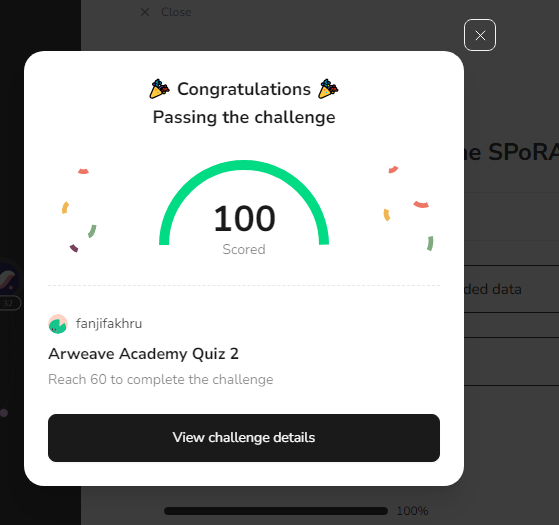 Close
Congratulations
Passing the challenge
ne SPoRA
100
Scored
ded data
32
fanjifakhru
Arweave Academy Quiz 2
Reach 60 to complete the challenge
View challenge details
100%